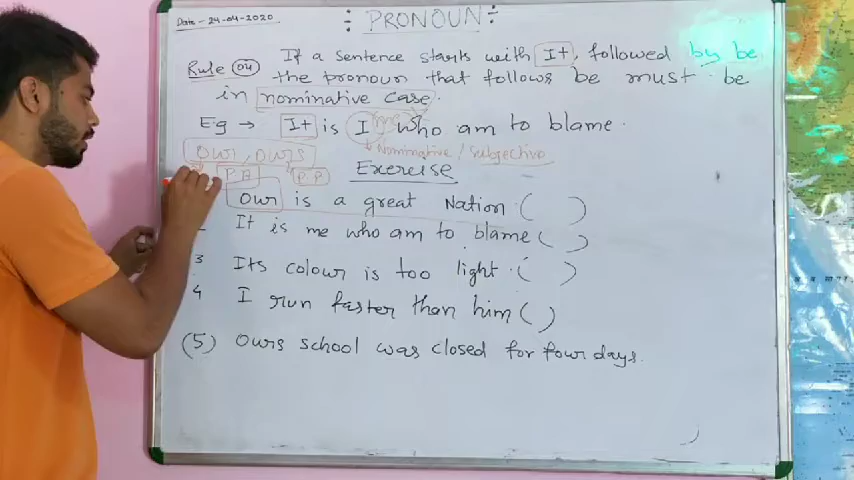 Date - 24-04-2020
PRONOUN
Rule 04 If a sentence starts with It, followed by be
the pronoun that follows be must be
in nominative case.
Eg → It is I who am to blame.
our, ours
Nominative / subjective
P.A P.P
Exercise
Our is a great Nation ( )
It is me who am to blame ( )
3 Its colour is too light. ( )
4 I run faster than him ( )
(5) Ours school was closed for four days.